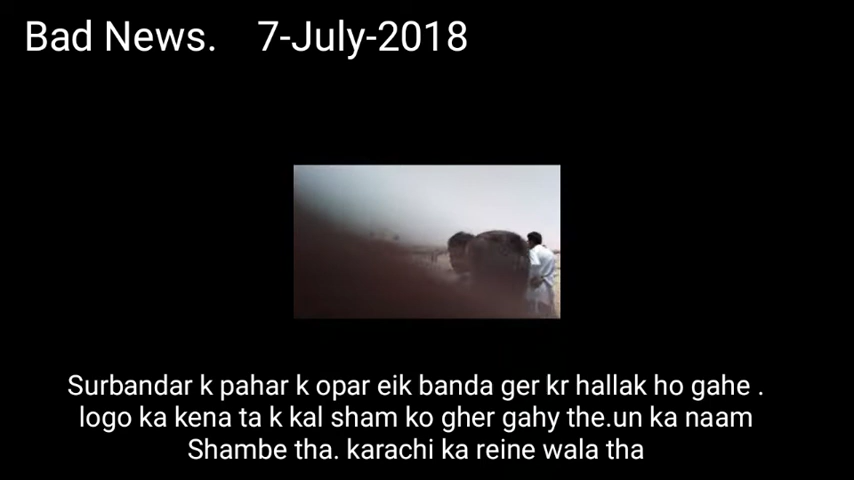 Bad News. 7-July-2018
Surbandar k pahar k opar eik banda ger kr hallak ho gahe .
logo ka kena ta k kal sham ko gher gahy the.un ka naam
Shambe tha. karachi ka reine wala tha